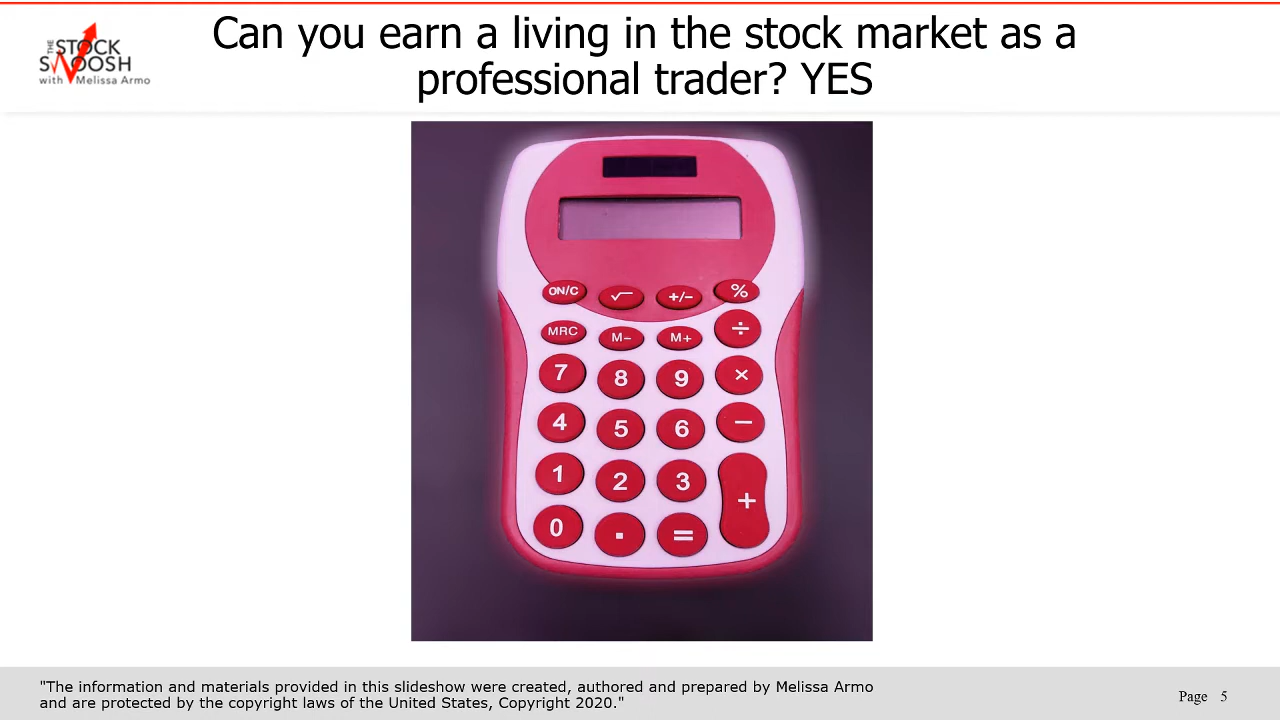 THE STOCK
SWOOSH
with Melissa Armo
Can you earn a living in the stock market as a
professional trader? YES
ON/C √ +/− %
MRC M− M+ ÷
7 8 9 ×
4 5 6 −
1 2 3 +
0 . =
"The information and materials provided in this slideshow were created, authored and prepared by Melissa Armo
and are protected by the copyright laws of the United States, Copyright 2020."
Page 5